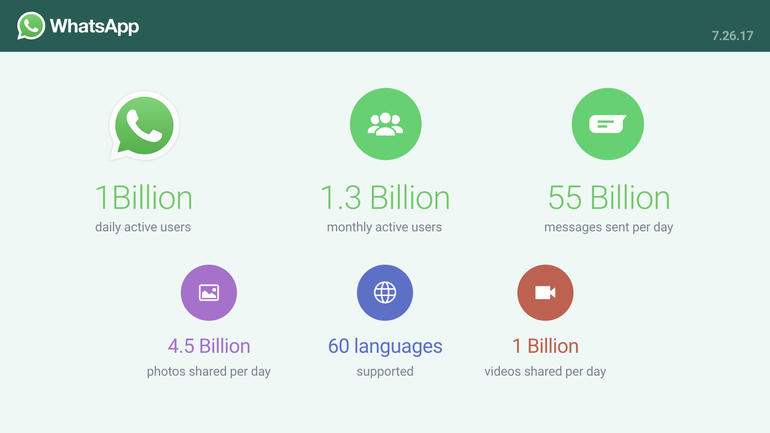 WhatsApp
7.26.17
1Billion
daily active users
1.3 Billion
monthly active users
55 Billion
messages sent per day
4.5 Billion
photos shared per day
60 languages
supported
1 Billion
videos shared per day